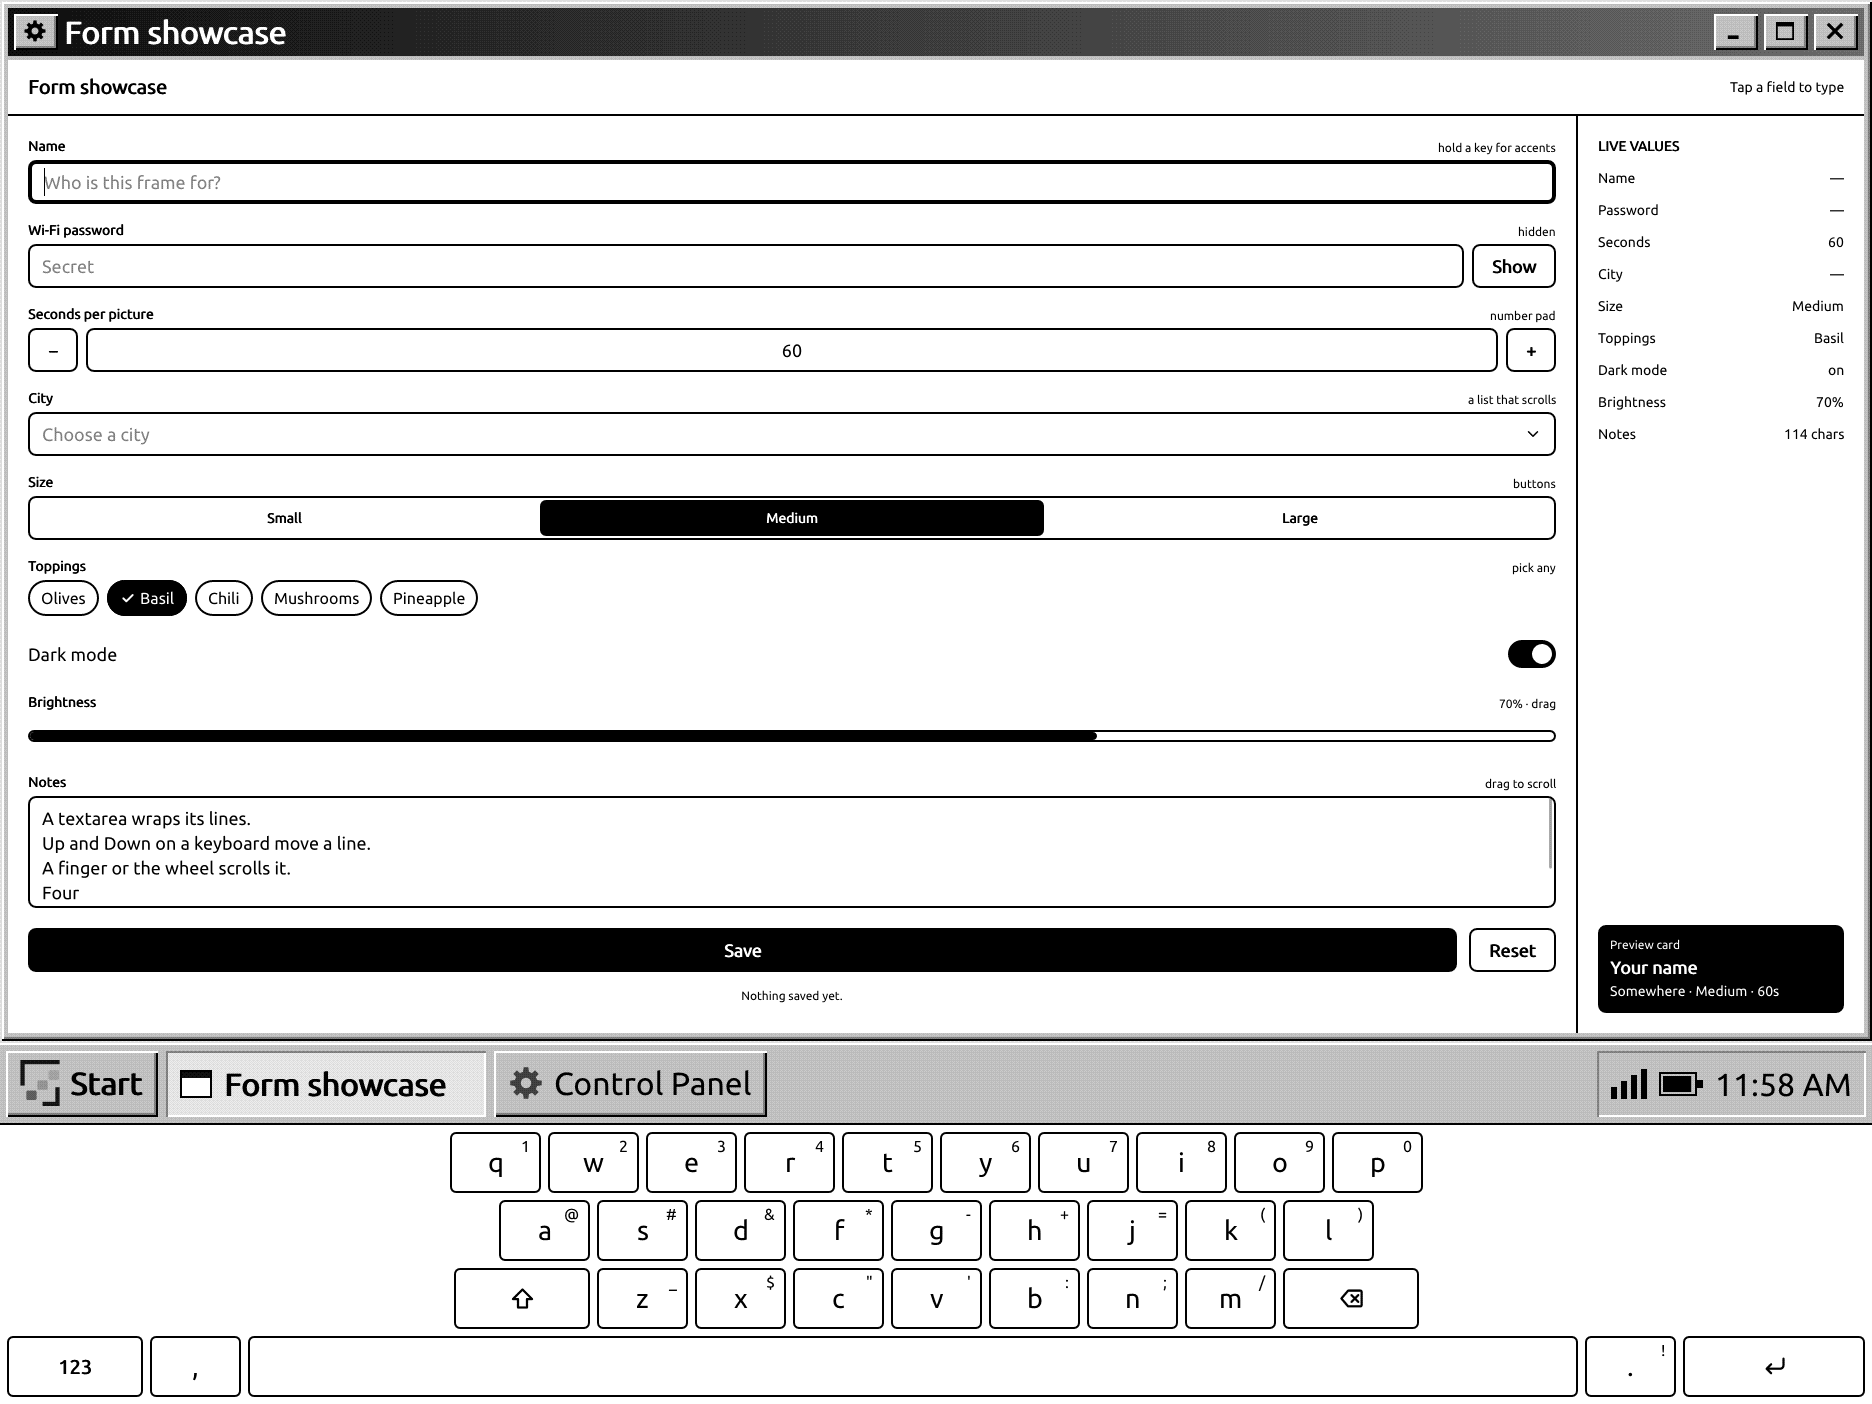 Form showcase
Form showcase
Tap a field to type
Name
hold a key for accents
Who is this frame for?
Wi-Fi password
hidden
Secret
Show
Seconds per picture
number pad
−
60
+
City
a list that scrolls
Choose a city
Size
buttons
Small
Medium
Large
Toppings
pick any
Olives
✓ Basil
Chili
Mushrooms
Pineapple
Dark mode
Brightness
70% · drag
Notes
drag to scroll
A textarea wraps its lines.
Up and Down on a keyboard move a line.
A finger or the wheel scrolls it.
Four
Save
Reset
Nothing saved yet.
LIVE VALUES
Name —
Password —
Seconds 60
City —
Size Medium
Toppings Basil
Dark mode on
Brightness 70%
Notes 114 chars
Preview card
Your name
Somewhere · Medium · 60s
Start
Form showcase
Control Panel
11:58 AM
q 1 w 2 e 3 r 4 t 5 y 6 u 7 i 8 o 9 p 0
a @ s # d & f * g - h + j = k ( l )
z _ x $ c " v ' b : n ; m /
123 , . !